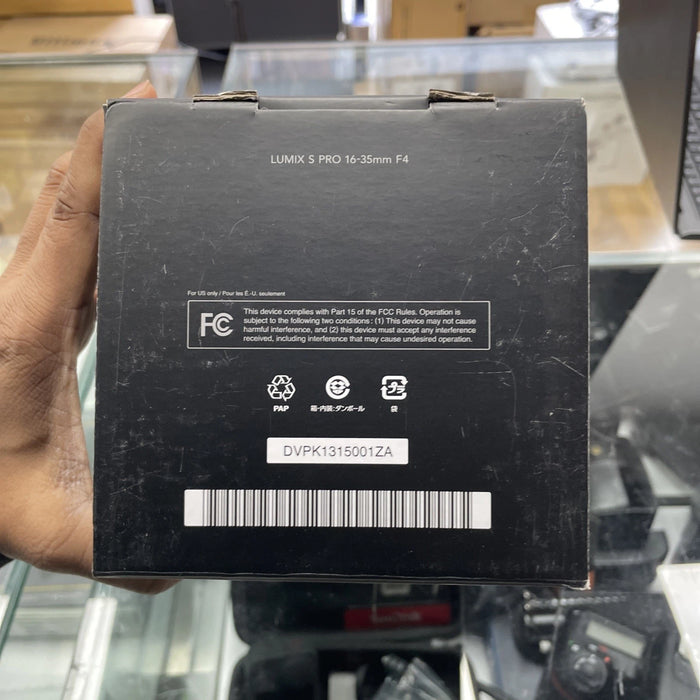 LUMIX S PRO 16-35mm F4
For US only / Pour les É.-U. seulement
FC
This device complies with Part 15 of the FCC Rules. Operation is
subject to the following two conditions : (1) This device may not cause
harmful interference, and (2) this device must accept any interference
received, including interference that may cause undesired operation.
プラ
PAP
箱・内装:ダンボール
袋
DVPK1315001ZA
SanDisk